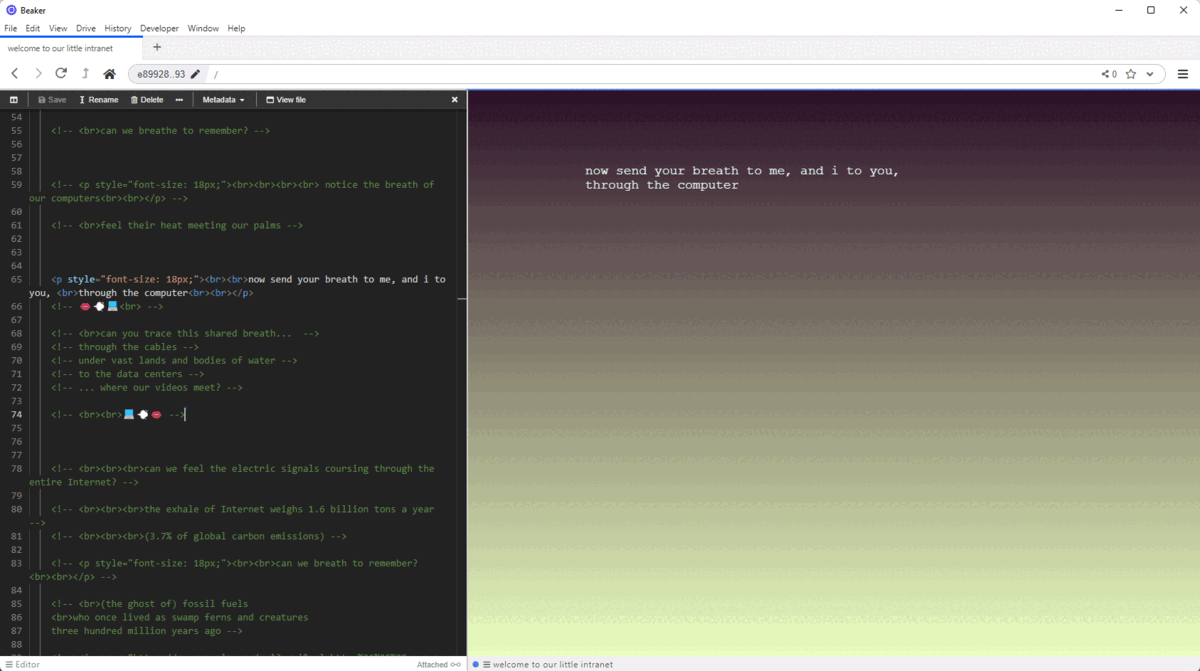 Beaker
File Edit View Drive History Developer Window Help
welcome to our little intranet
e89928..93 /
0
Save Rename Delete Metadata View file
54
55 <!-- <br>can we breathe to remember? -->
56
57
58
59 <!-- <p style="font-size: 18px;"><br><br><br><br> notice the breath of
our computers<br><br></p> -->
60
61 <!-- <br>feel their heat meeting our palms -->
62
63
64
65 <p style="font-size: 18px;"><br><br>now send your breath to me, and i to
you, <br>through the computer<br><br></p>
66 <!-- 🫦💨💻<br> -->
67
68 <!-- <br>can you trace this shared breath... -->
69 <!-- through the cables -->
70 <!-- under vast lands and bodies of water -->
71 <!-- to the data centers -->
72 <!-- ... where our videos meet? -->
73
74 <!-- <br><br>💻💨🫦 -->
75
76
77
78 <!-- <br><br><br>can we feel the electric signals coursing through the
entire Internet? -->
79
80 <!-- <br><br><br>the exhale of Internet weighs 1.6 billion tons a year
-->
81 <!-- <br><br><br>(3.7% of global carbon emissions) -->
82
83 <!-- <p style="font-size: 18px;"><br><br>can we breath to remember?
<br><br></p> -->
84
85 <!-- <br>(the ghost of) fossil fuels
86 <br>who once lived as swamp ferns and creatures
87 three hundred million years ago -->
88
Editor Attached
now send your breath to me, and i to you,
through the computer
welcome to our little intranet